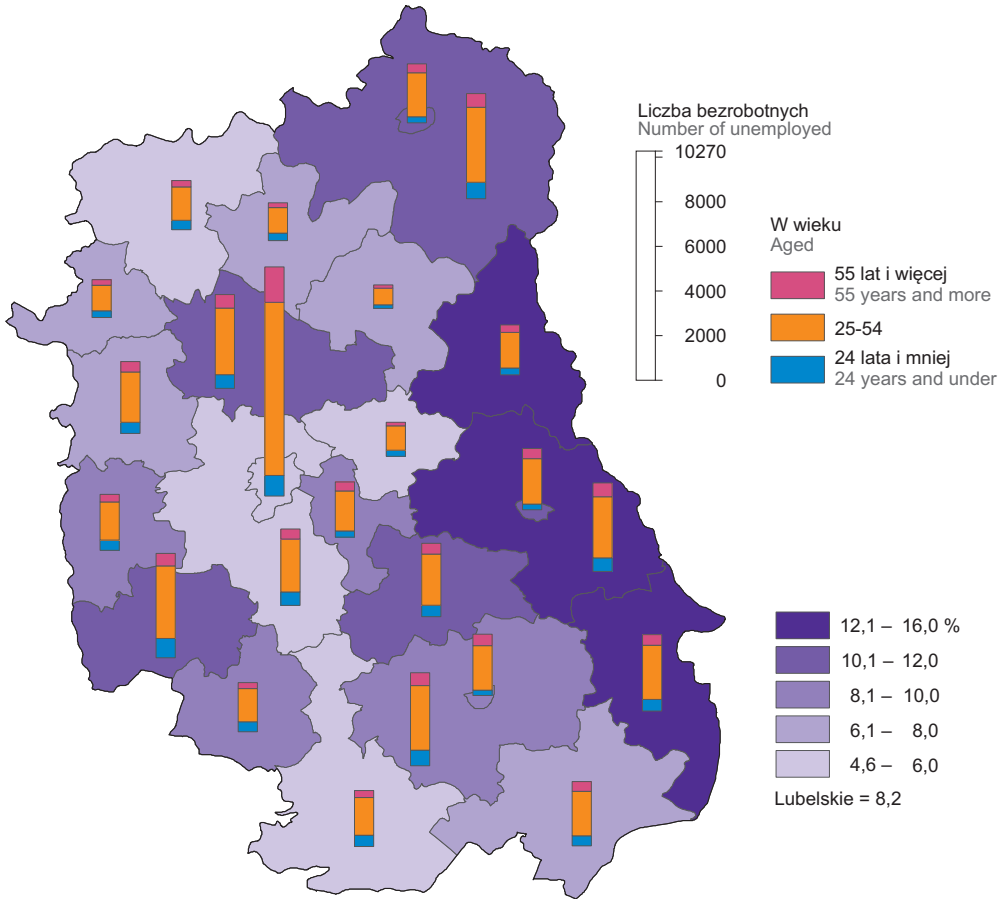 Liczba bezrobotnych
Number of unemployed
10270
8000
6000
4000
2000
0
W wieku
Aged
55 lat i więcej
55 years and more
25-54
24 lata i mniej
24 years and under
12,1 – 16,0 %
10,1 – 12,0
8,1 – 10,0
6,1 – 8,0
4,6 – 6,0
Lubelskie = 8,2